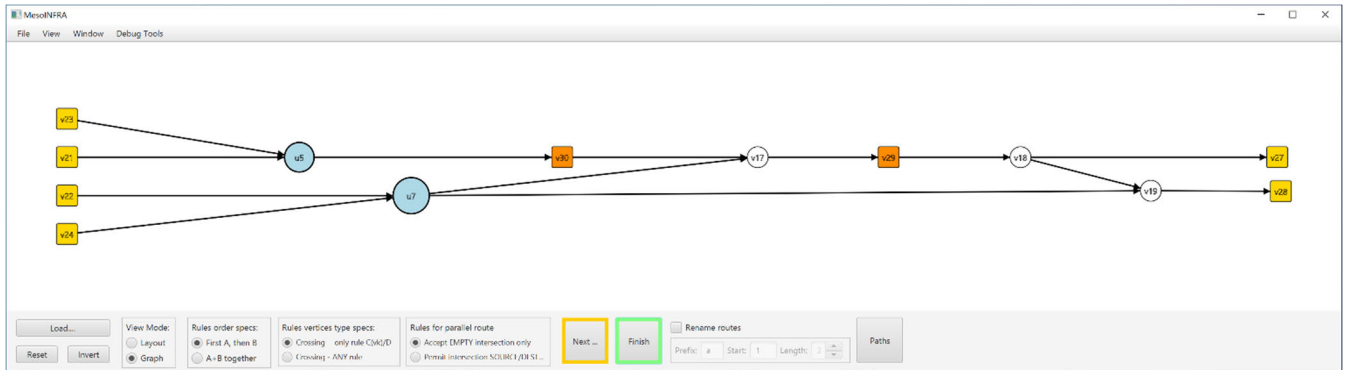 MesoINFRA
File View Window Debug Tools
v23
v21 u5 v30 v17 v29 v18 v27
v22 u7 v19 v28
v24
Load... View Mode: Rules order specs: Rules vertices type specs: Rules for parallel route Next ... Finish Rename routes Paths
Layout First A, then B Crossing only rule C(vk)/D Accept EMPTY intersection only
Reset Invert Graph A+B together Crossing - ANY rule Permit intersection SOURCE/DEST... Prefix: a Start: 1 Length: 2